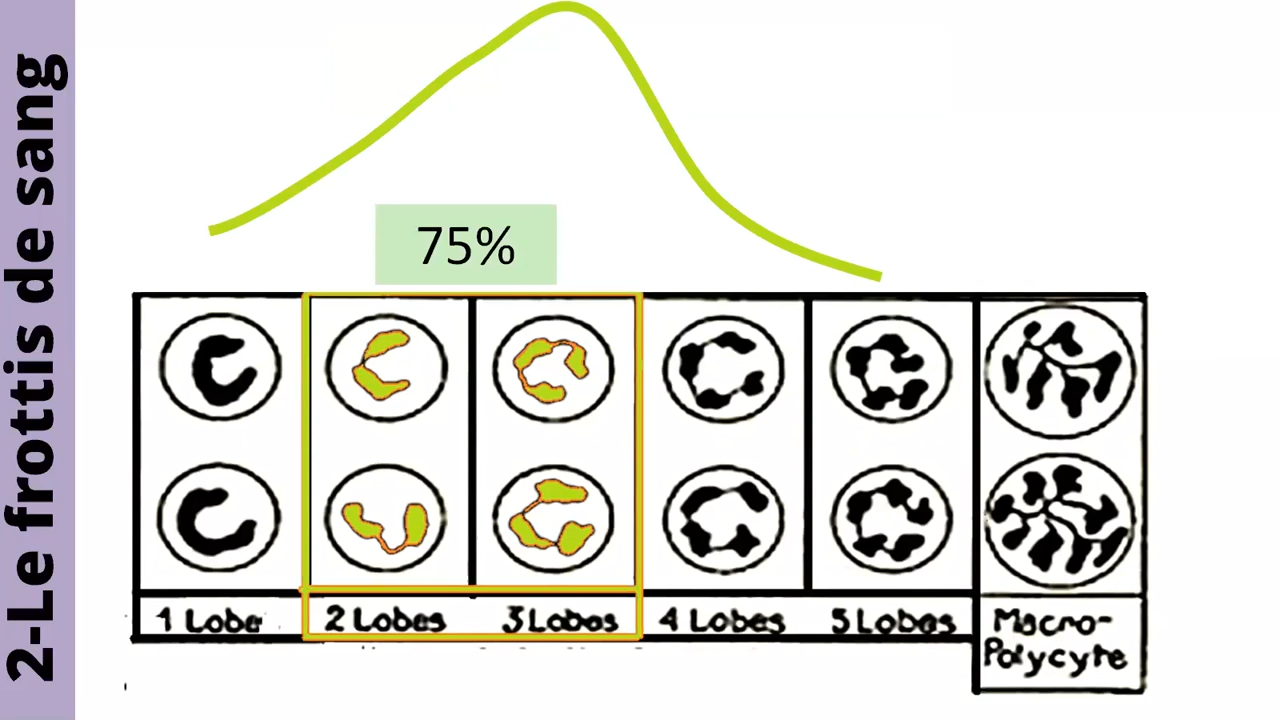 2-Le frottis de sang
75%
1 Lobe
2 Lobes
3 Lobes
4 Lobes
5 Lobes
Macro-
Polycyte